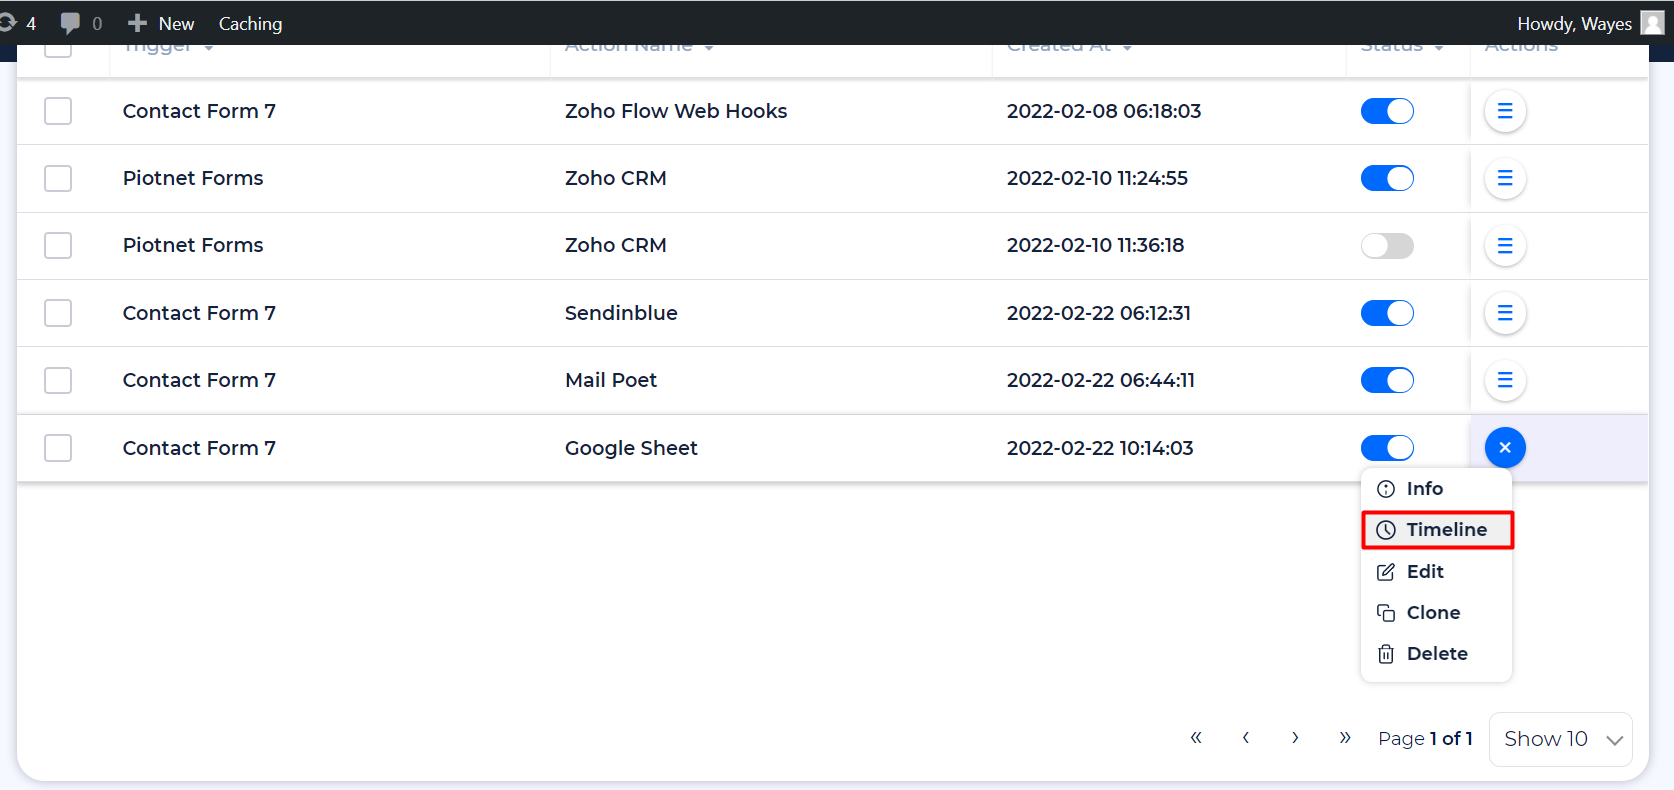 4 0 New Caching Howdy, Wayes
Trigger Action Name Created At Status Actions
Contact Form 7 Zoho Flow Web Hooks 2022-02-08 06:18:03
Piotnet Forms Zoho CRM 2022-02-10 11:24:55
Piotnet Forms Zoho CRM 2022-02-10 11:36:18
Contact Form 7 Sendinblue 2022-02-22 06:12:31
Contact Form 7 Mail Poet 2022-02-22 06:44:11
Contact Form 7 Google Sheet 2022-02-22 10:14:03
Info
Timeline
Edit
Clone
Delete
« ‹ › » Page 1 of 1 Show 10